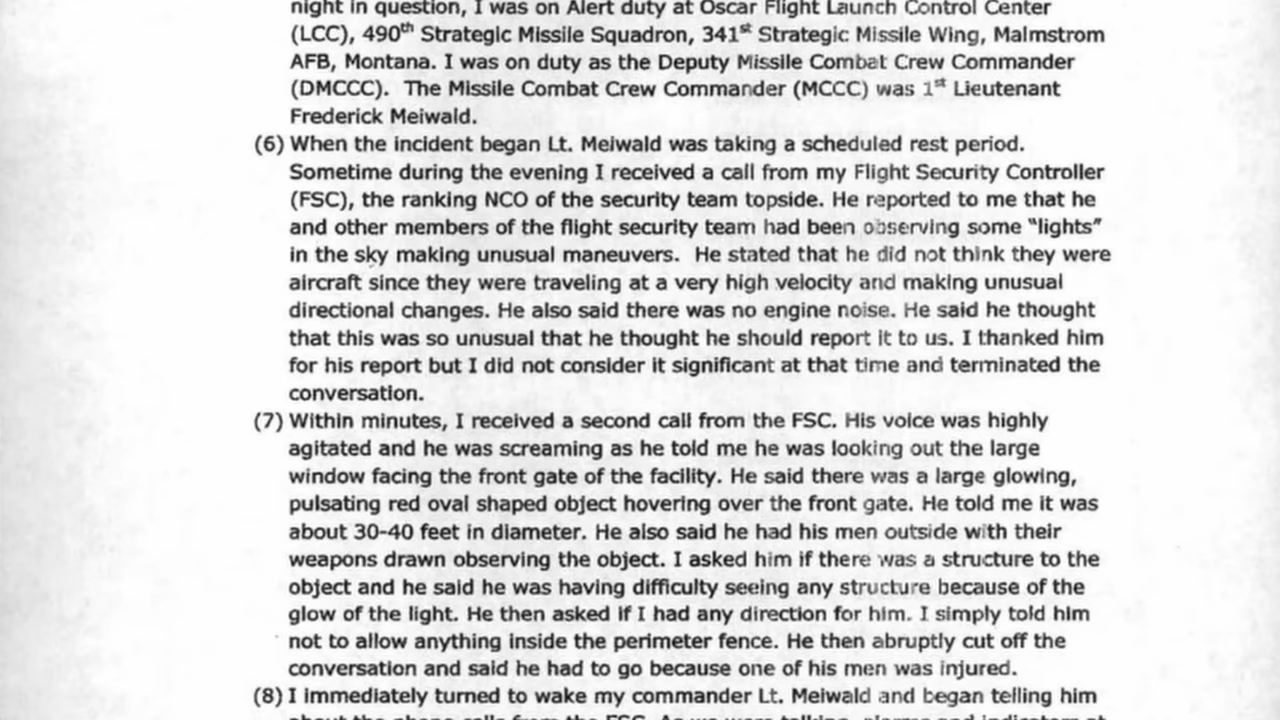 night in question, I was on Alert duty at Oscar Flight Launch Control Center
(LCC), 490th Strategic Missile Squadron, 341st Strategic Missile Wing, Malmstrom
AFB, Montana. I was on duty as the Deputy Missile Combat Crew Commander
(DMCCC).  The Missile Combat Crew Commander (MCCC) was 1st Lieutenant
Frederick Meiwald.
(6) When the incident began Lt. Meiwald was taking a scheduled rest period.
Sometime during the evening I received a call from my Flight Security Controller
(FSC), the ranking NCO of the security team topside. He reported to me that he
and other members of the flight security team had been observing some "lights"
in the sky making unusual maneuvers.  He stated that he did not think they were
aircraft since they were traveling at a very high velocity and making unusual
directional changes. He also said there was no engine noise. He said he thought
that this was so unusual that he thought he should report it to us. I thanked him
for his report but I did not consider it significant at that time and terminated the
conversation.
(7) Within minutes, I received a second call from the FSC. His voice was highly
agitated and he was screaming as he told me he was looking out the large
window facing the front gate of the facility. He said there was a large glowing,
pulsating red oval shaped object hovering over the front gate. He told me it was
about 30-40 feet in diameter. He also said he had his men outside with their
weapons drawn observing the object. I asked him if there was a structure to the
object and he said he was having difficulty seeing any structure because of the
glow of the light. He then asked if I had any direction for him. I simply told him
not to allow anything inside the perimeter fence. He then abruptly cut off the
conversation and said he had to go because one of his men was injured.
(8) I immediately turned to wake my commander Lt. Meiwald and began telling him
about the phone calls from the FSC. As we were talking, alarms and indicators at